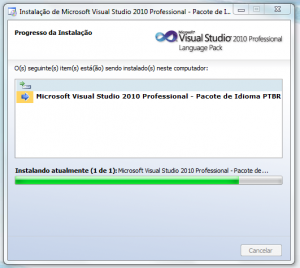 Instalação de Microsoft Visual Studio 2010 Professional - Pacote de I...
Progresso da Instalação
Microsoft
Visual Studio 2010 Professional
Language Pack
O(s) seguinte(s) item(s) está(ão) sendo instalado(s) neste computador:
Microsoft Visual Studio 2010 Professional - Pacote de Idioma PTBR
Instalando atualmente (1 de 1): Microsoft Visual Studio 2010 Professional - Pacote de ...
Cancelar